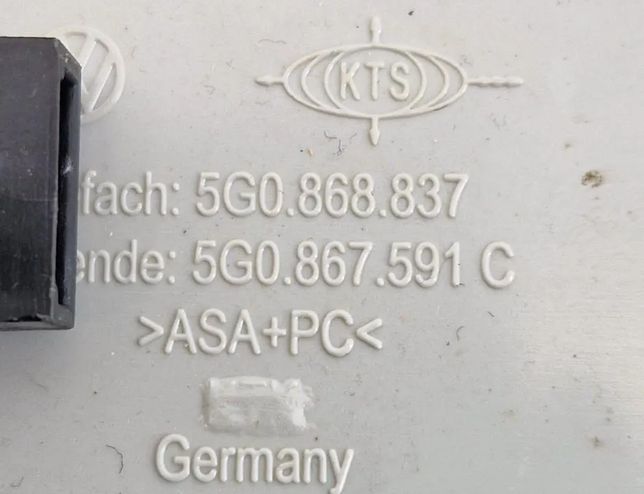 KTS
fach: 5G0.868.837
ende: 5G0.867.591 C
>ASA+PC<
Germany